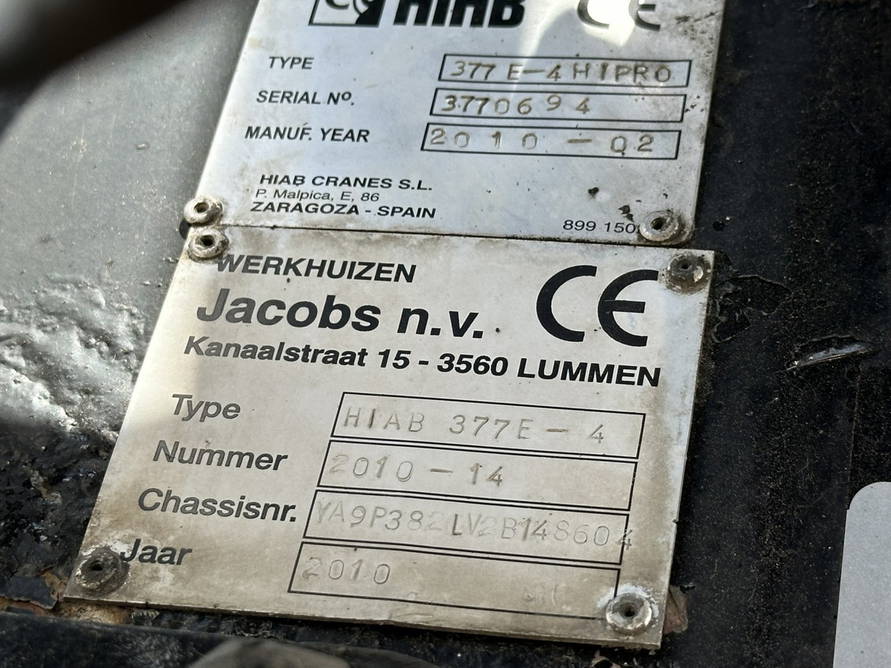 HIAB CE
TYPE 377 E-4 HIPRO
SERIAL Nº. 3770694
MANUF. YEAR 2010-02
HIAB CRANES S.L.
P. Malpica, E, 86
ZARAGOZA - SPAIN
899 150
WERKHUIZEN
Jacobs n.v. CE
Kanaalstraat 15 - 3560 LUMMEN
Type HIAB 377E-4
Nummer 2010-14
Chassisnr.
Jaar 2010